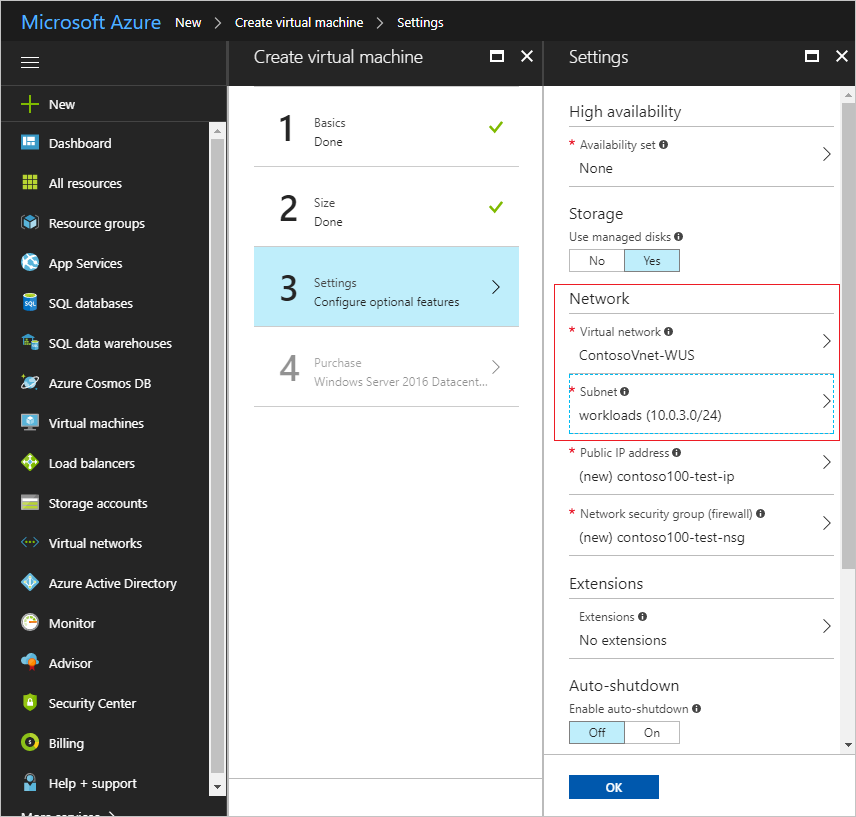 Microsoft Azure New > Create virtual machine > Settings
New
Dashboard
All resources
Resource groups
App Services
SQL databases
SQL data warehouses
Azure Cosmos DB
Virtual machines
Load balancers
Storage accounts
Virtual networks
Azure Active Directory
Monitor
Advisor
Security Center
Billing
Help + support
More services >
Create virtual machine
1 Basics
Done
2 Size
Done
3 Settings
Configure optional features
4 Purchase
Windows Server 2016 Datacent...
Settings
High availability
* Availability set
None
Storage
Use managed disks
No Yes
Network
* Virtual network
ContosoVnet-WUS
* Subnet
workloads (10.0.3.0/24)
* Public IP address
(new) contoso100-test-ip
* Network security group (firewall)
(new) contoso100-test-nsg
Extensions
Extensions
No extensions
Auto-shutdown
Enable auto-shutdown
Off On
OK